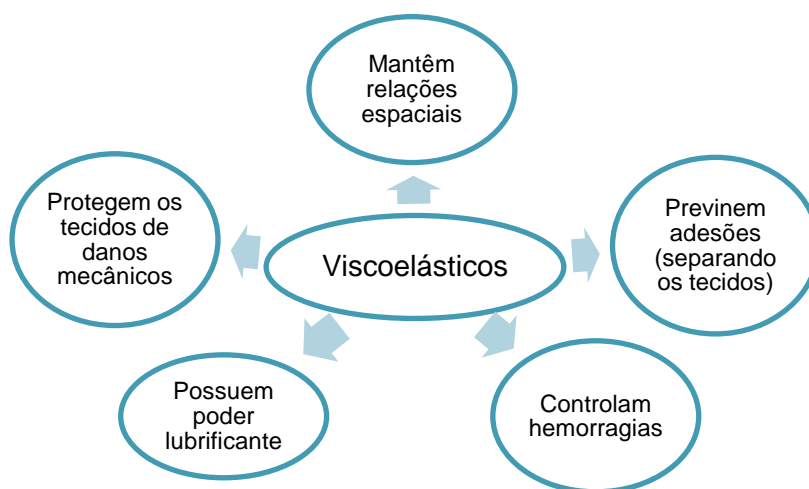 Mantêm
relações
espaciais
Protegem os
tecidos de
danos
mecânicos
Previnem
adesões
(separando
os tecidos)
Viscoelásticos
Possuem
poder
lubrificante
Controlam
hemorragias